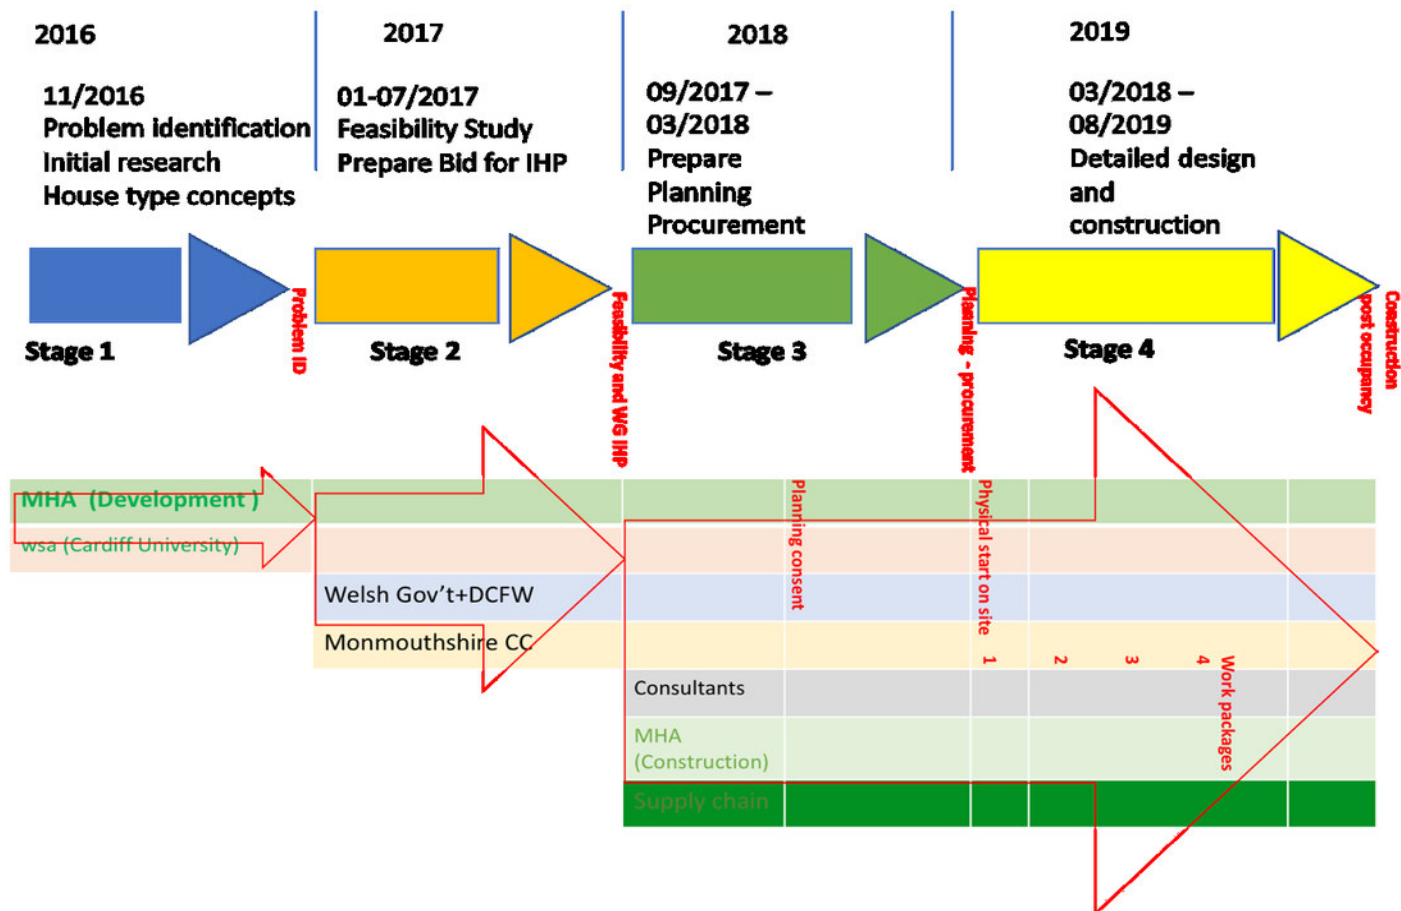 2016
2017
2018
2019
11/2016
Problem identification
Initial research
House type concepts
01-07/2017
Feasibility Study
Prepare Bid for IHP
09/2017 –
03/2018
Prepare
Planning
Procurement
03/2018 –
08/2019
Detailed design
and
construction
Stage 1
Problem ID
Stage 2
Feasibility and WG IHP
Stage 3
Planning - procurement
Stage 4
Construction
post occupancy
MHA (Development )
wsa (Cardiff University)
Welsh Gov't+DCFW
Monmouthshire CC
Consultants
MHA
(Construction)
Supply chain
Planning consent
Physical start on site
1
2
3
4
Work packages